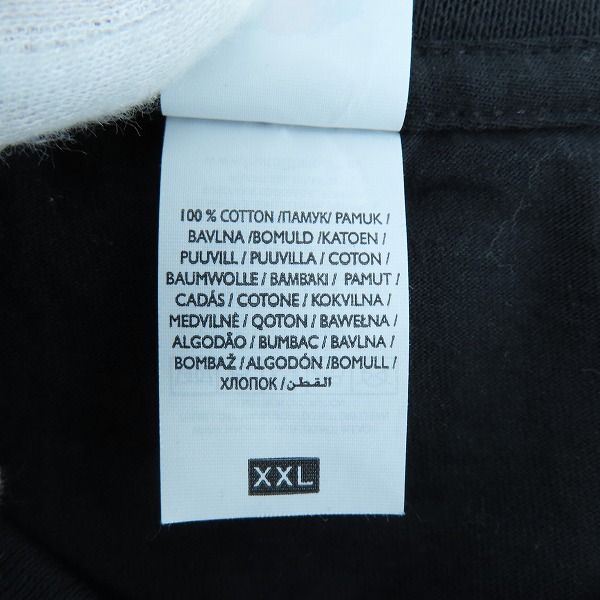 100 % COTTON /ПАМУК/ PAMUK /
BAVLNA /BOMULD /KATOEN /
PUUVILL / PUUVILLA / COTON /
BAUMWOLLE / BAMBAKI / PAMUT /
CADÁS / COTONE / KOKVILNA /
MEDVILNĖ / QOTON / BAWEŁNA /
ALGODÃO / BUMBAC / BAVLNA /
BOMBAŽ / ALGODÓN /BOMULL /
ХЛОПОК / القطن /
XXL